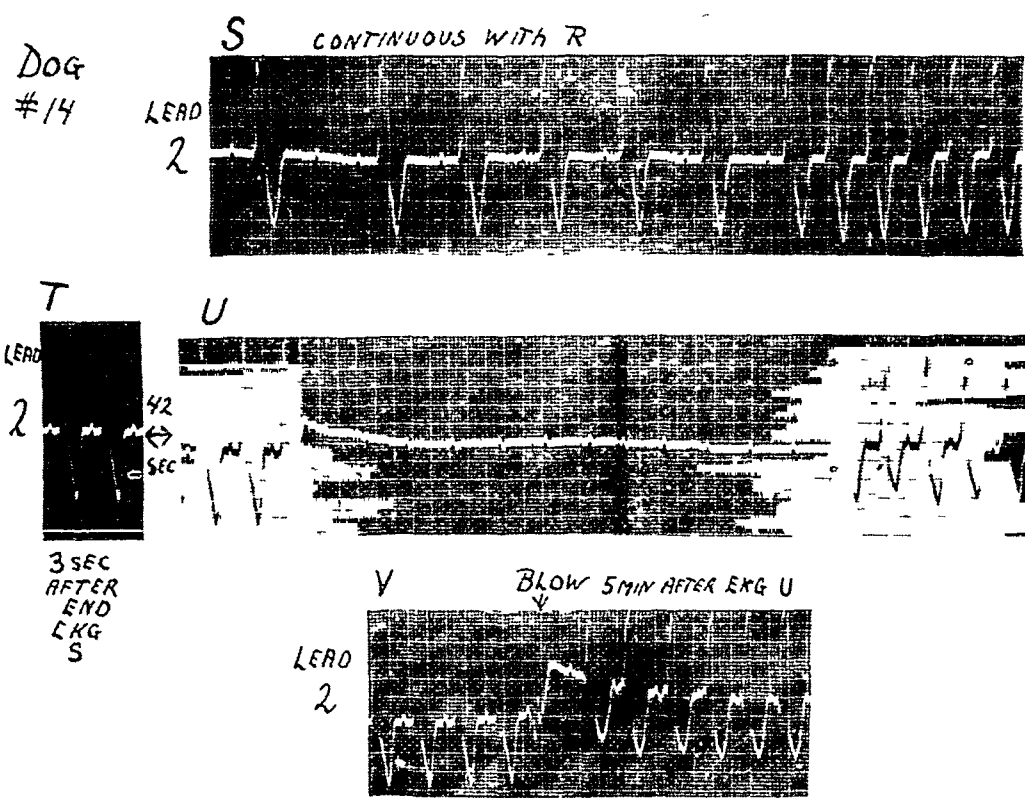 S CONTINUOUS WITH R
DOG
#14
LEAD
2
T
U
LEAD
2
42
SEC
3 SEC
AFTER
END
EKG
S
V BLOW 5 MIN AFTER EKG U
LEAD
2